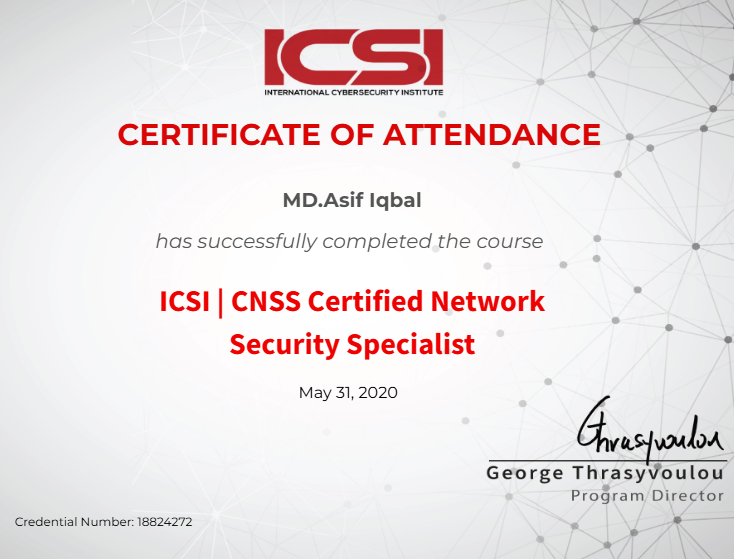 ICSI
INTERNATIONAL CYBERSECURITY INSTITUTE
CERTIFICATE OF ATTENDANCE
MD.Asif Iqbal
has successfully completed the course
ICSI | CNSS Certified Network
Security Specialist
May 31, 2020
Thrasyvoulou
George Thrasyvoulou
Program Director
Credential Number: 18824272